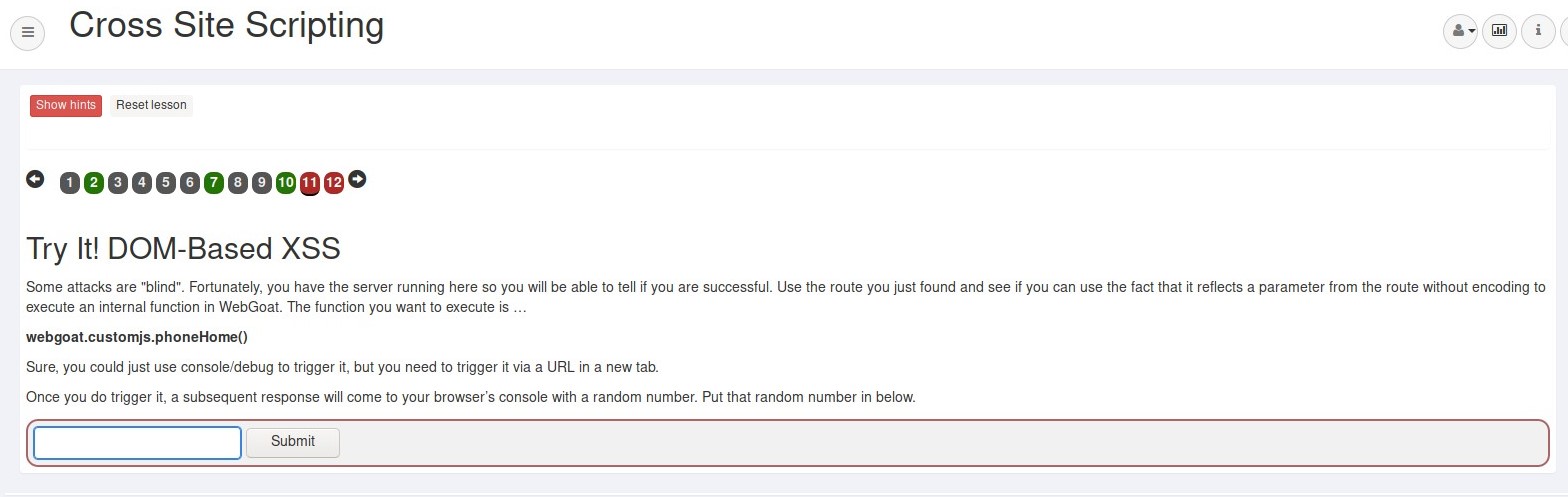 Cross Site Scripting
Show hints Reset lesson
1 2 3 4 5 6 7 8 9 10 11 12
Try It! DOM-Based XSS
Some attacks are "blind". Fortunately, you have the server running here so you will be able to tell if you are successful. Use the route you just found and see if you can use the fact that it reflects a parameter from the route without encoding to
execute an internal function in WebGoat. The function you want to execute is …
webgoat.customjs.phoneHome()
Sure, you could just use console/debug to trigger it, but you need to trigger it via a URL in a new tab.
Once you do trigger it, a subsequent response will come to your browser’s console with a random number. Put that random number in below.
Submit